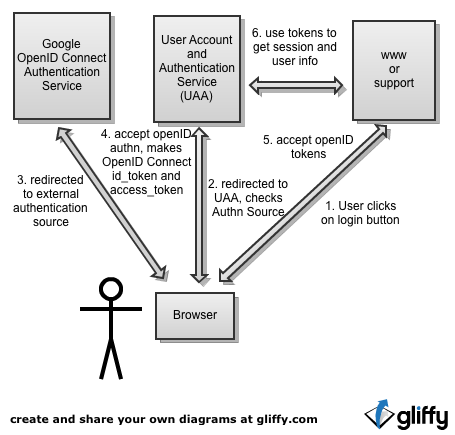 Google
OpenID Connect
Authentication
Service
User Account
and
Authentication
Service
(UAA)
6. use tokens to
get session and
user info
www
or
support
4. accept openID
authn, makes
OpenID Connect
id_token and
access_token
5. accept openID
tokens
3. redirected
to external
authentication
source
2. redirected to
UAA, checks
Authn Source
1. User clicks
on login button
Browser
create and share your own diagrams at gliffy.com
gliffy